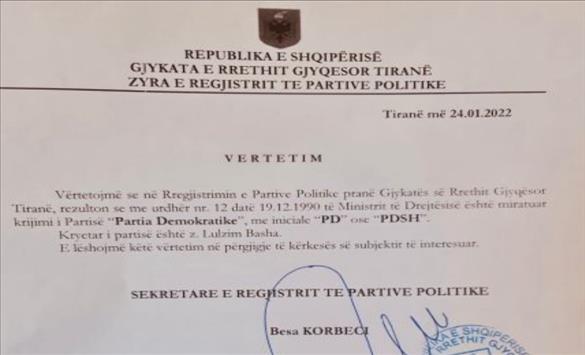 REPUBLIKA E SHQIPËRISË
GJYKATA E RRETHIT GJYQESOR TIRANË
ZYRA E REGJISTRIT TE PARTIVE POLITIKE
Tiranë më 24.01.2022
VERTETIM
Vërtetojmë se në Rregjistrimin e Partive Politike pranë Gjykatës së Rrethit Gjyqësor
Tiranë, rezulton se me urdhër nr. 12 datë 19.12.1990 të Ministrit të Drejtësisë është miratuar
krijimi i Partisë “Partia Demokratike”, me iniciale “PD” ose “PDSH”.
Kryetar i partisë është z. Lulzim Basha.
E lëshojmë këtë vërtetim në përgjigje të kërkesës së subjektit të interesuar.
SEKRETARE E REGJISTRIT TE PARTIVE POLITIKE
Besa KORBECI
KA E SHQIPERISE
RRETHIT GJY